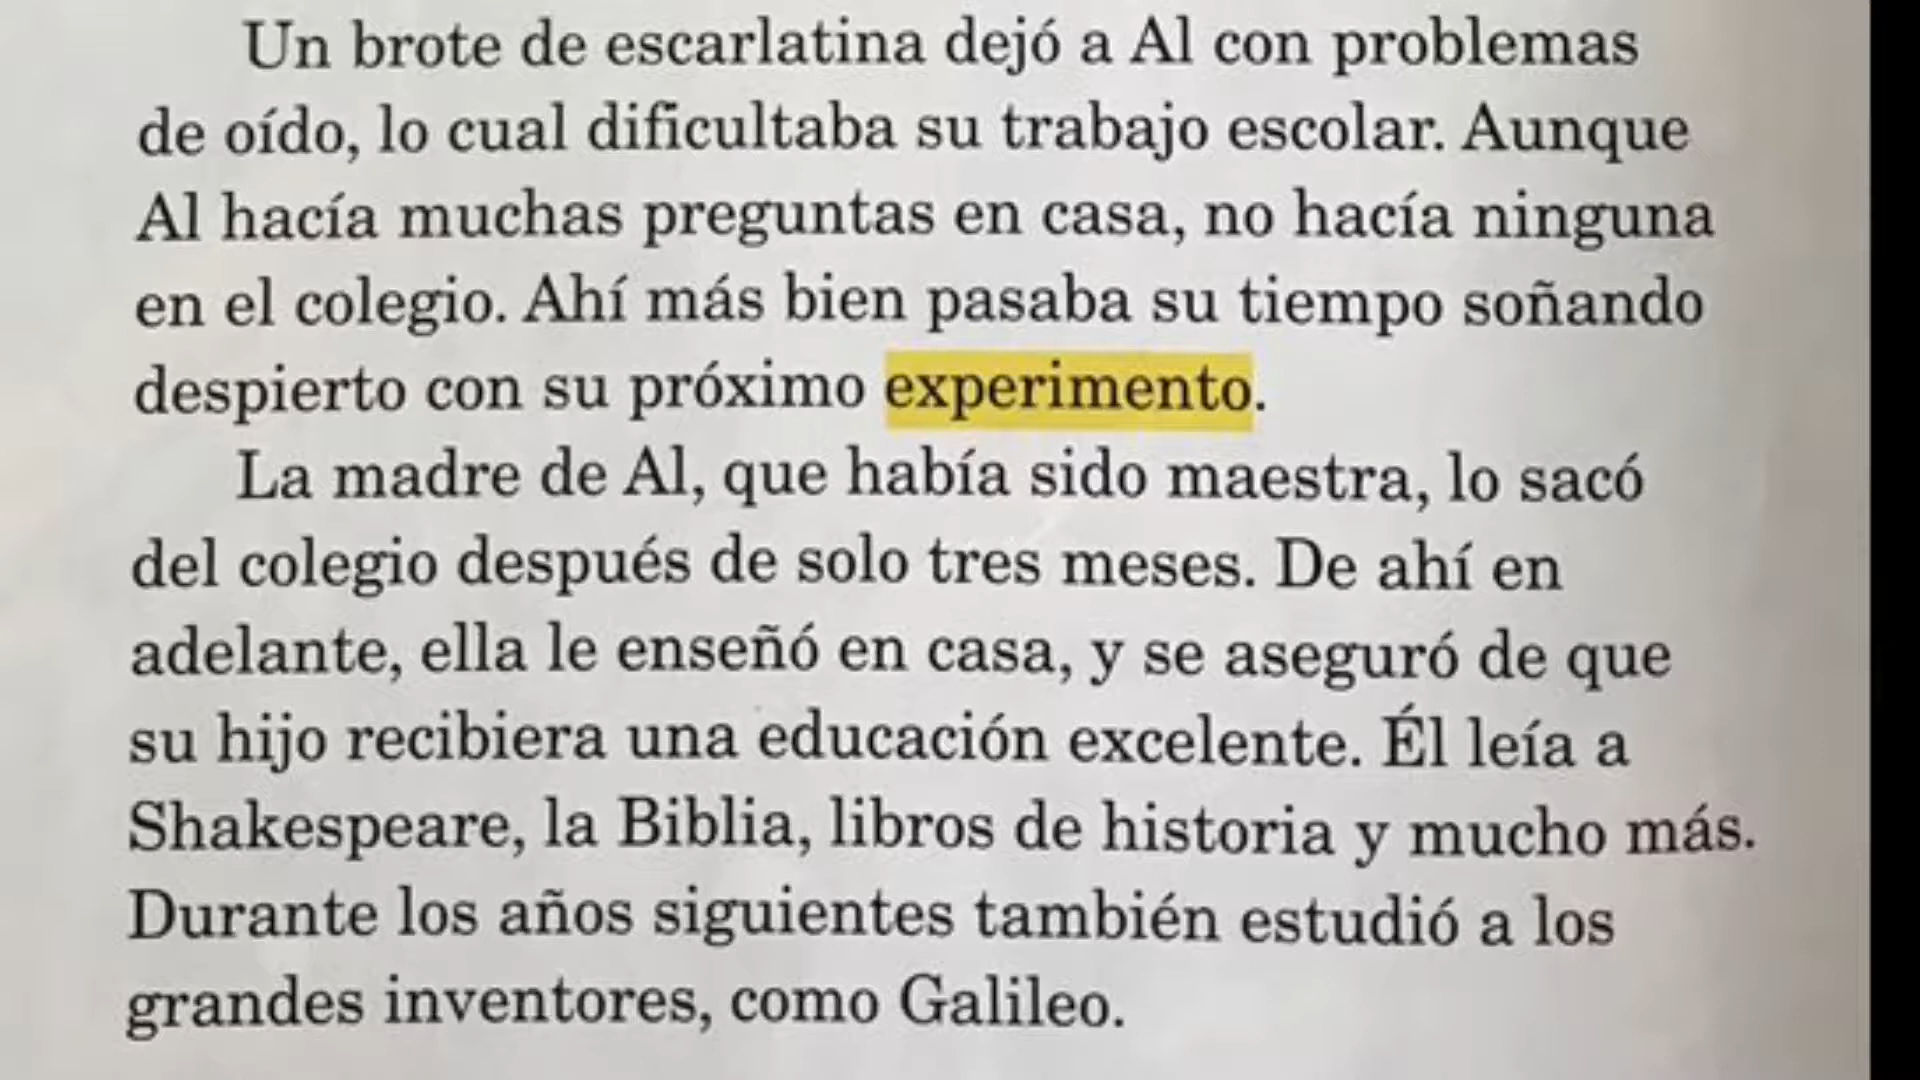 Un brote de escarlatina dejó a Al con problemas
de oído, lo cual dificultaba su trabajo escolar. Aunque
Al hacía muchas preguntas en casa, no hacía ninguna
en el colegio. Ahí más bien pasaba su tiempo soñando
despierto con su próximo experimento.
La madre de Al, que había sido maestra, lo sacó
del colegio después de solo tres meses. De ahí en
adelante, ella le enseñó en casa, y se aseguró de que
su hijo recibiera una educación excelente. Él leía a
Shakespeare, la Biblia, libros de historia y mucho más.
Durante los años siguientes también estudió a los
grandes inventores, como Galileo.